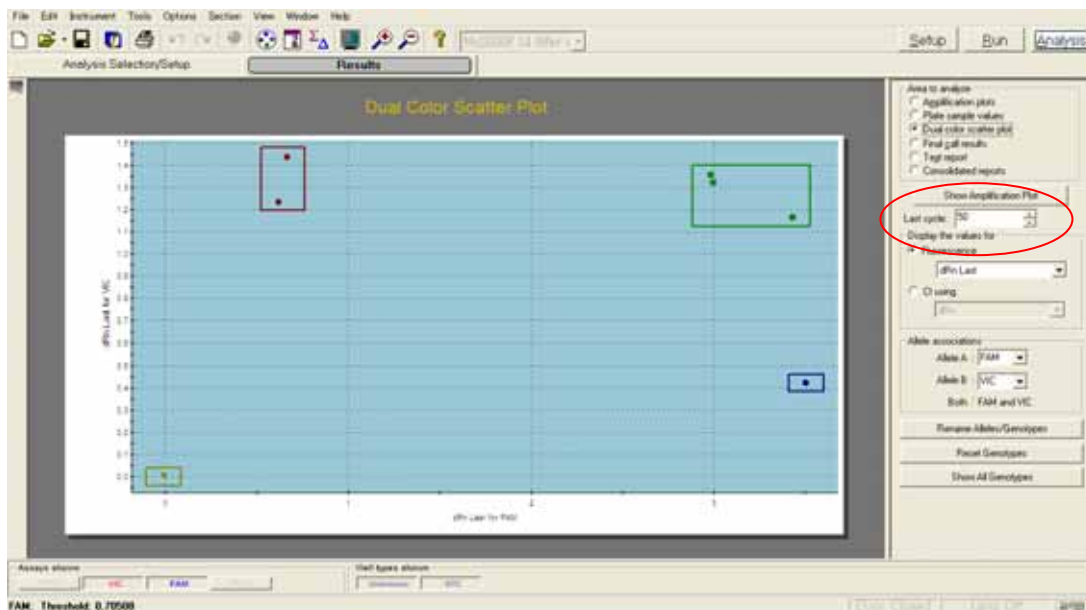 File Edit Instrument Tools Options Section View Window Help
Setup Run Analysis
Analysis Selection/Setup Results
Dual Color Scatter Plot
dRn Last for VIC
0 1 2 3
dRn Last for FAM
Area to analyze
Amplification plots
Plate sample values
Dual color scatter plot
Final call results
Text report
Consolidated reports
Show Amplification Plot
Last cycle: 50
Display the values for
Fluorescence
dRn Last
Ct using
dRn
Allele associations
Allele A FAM
Allele B VIC
Both FAM and VIC
Rename Alleles/Genotypes
Reset Genotypes
Show All Genotypes
Assays shown
VIC FAM
Well types shown
Unknown NTC
FAM: Threshold: 0.70508